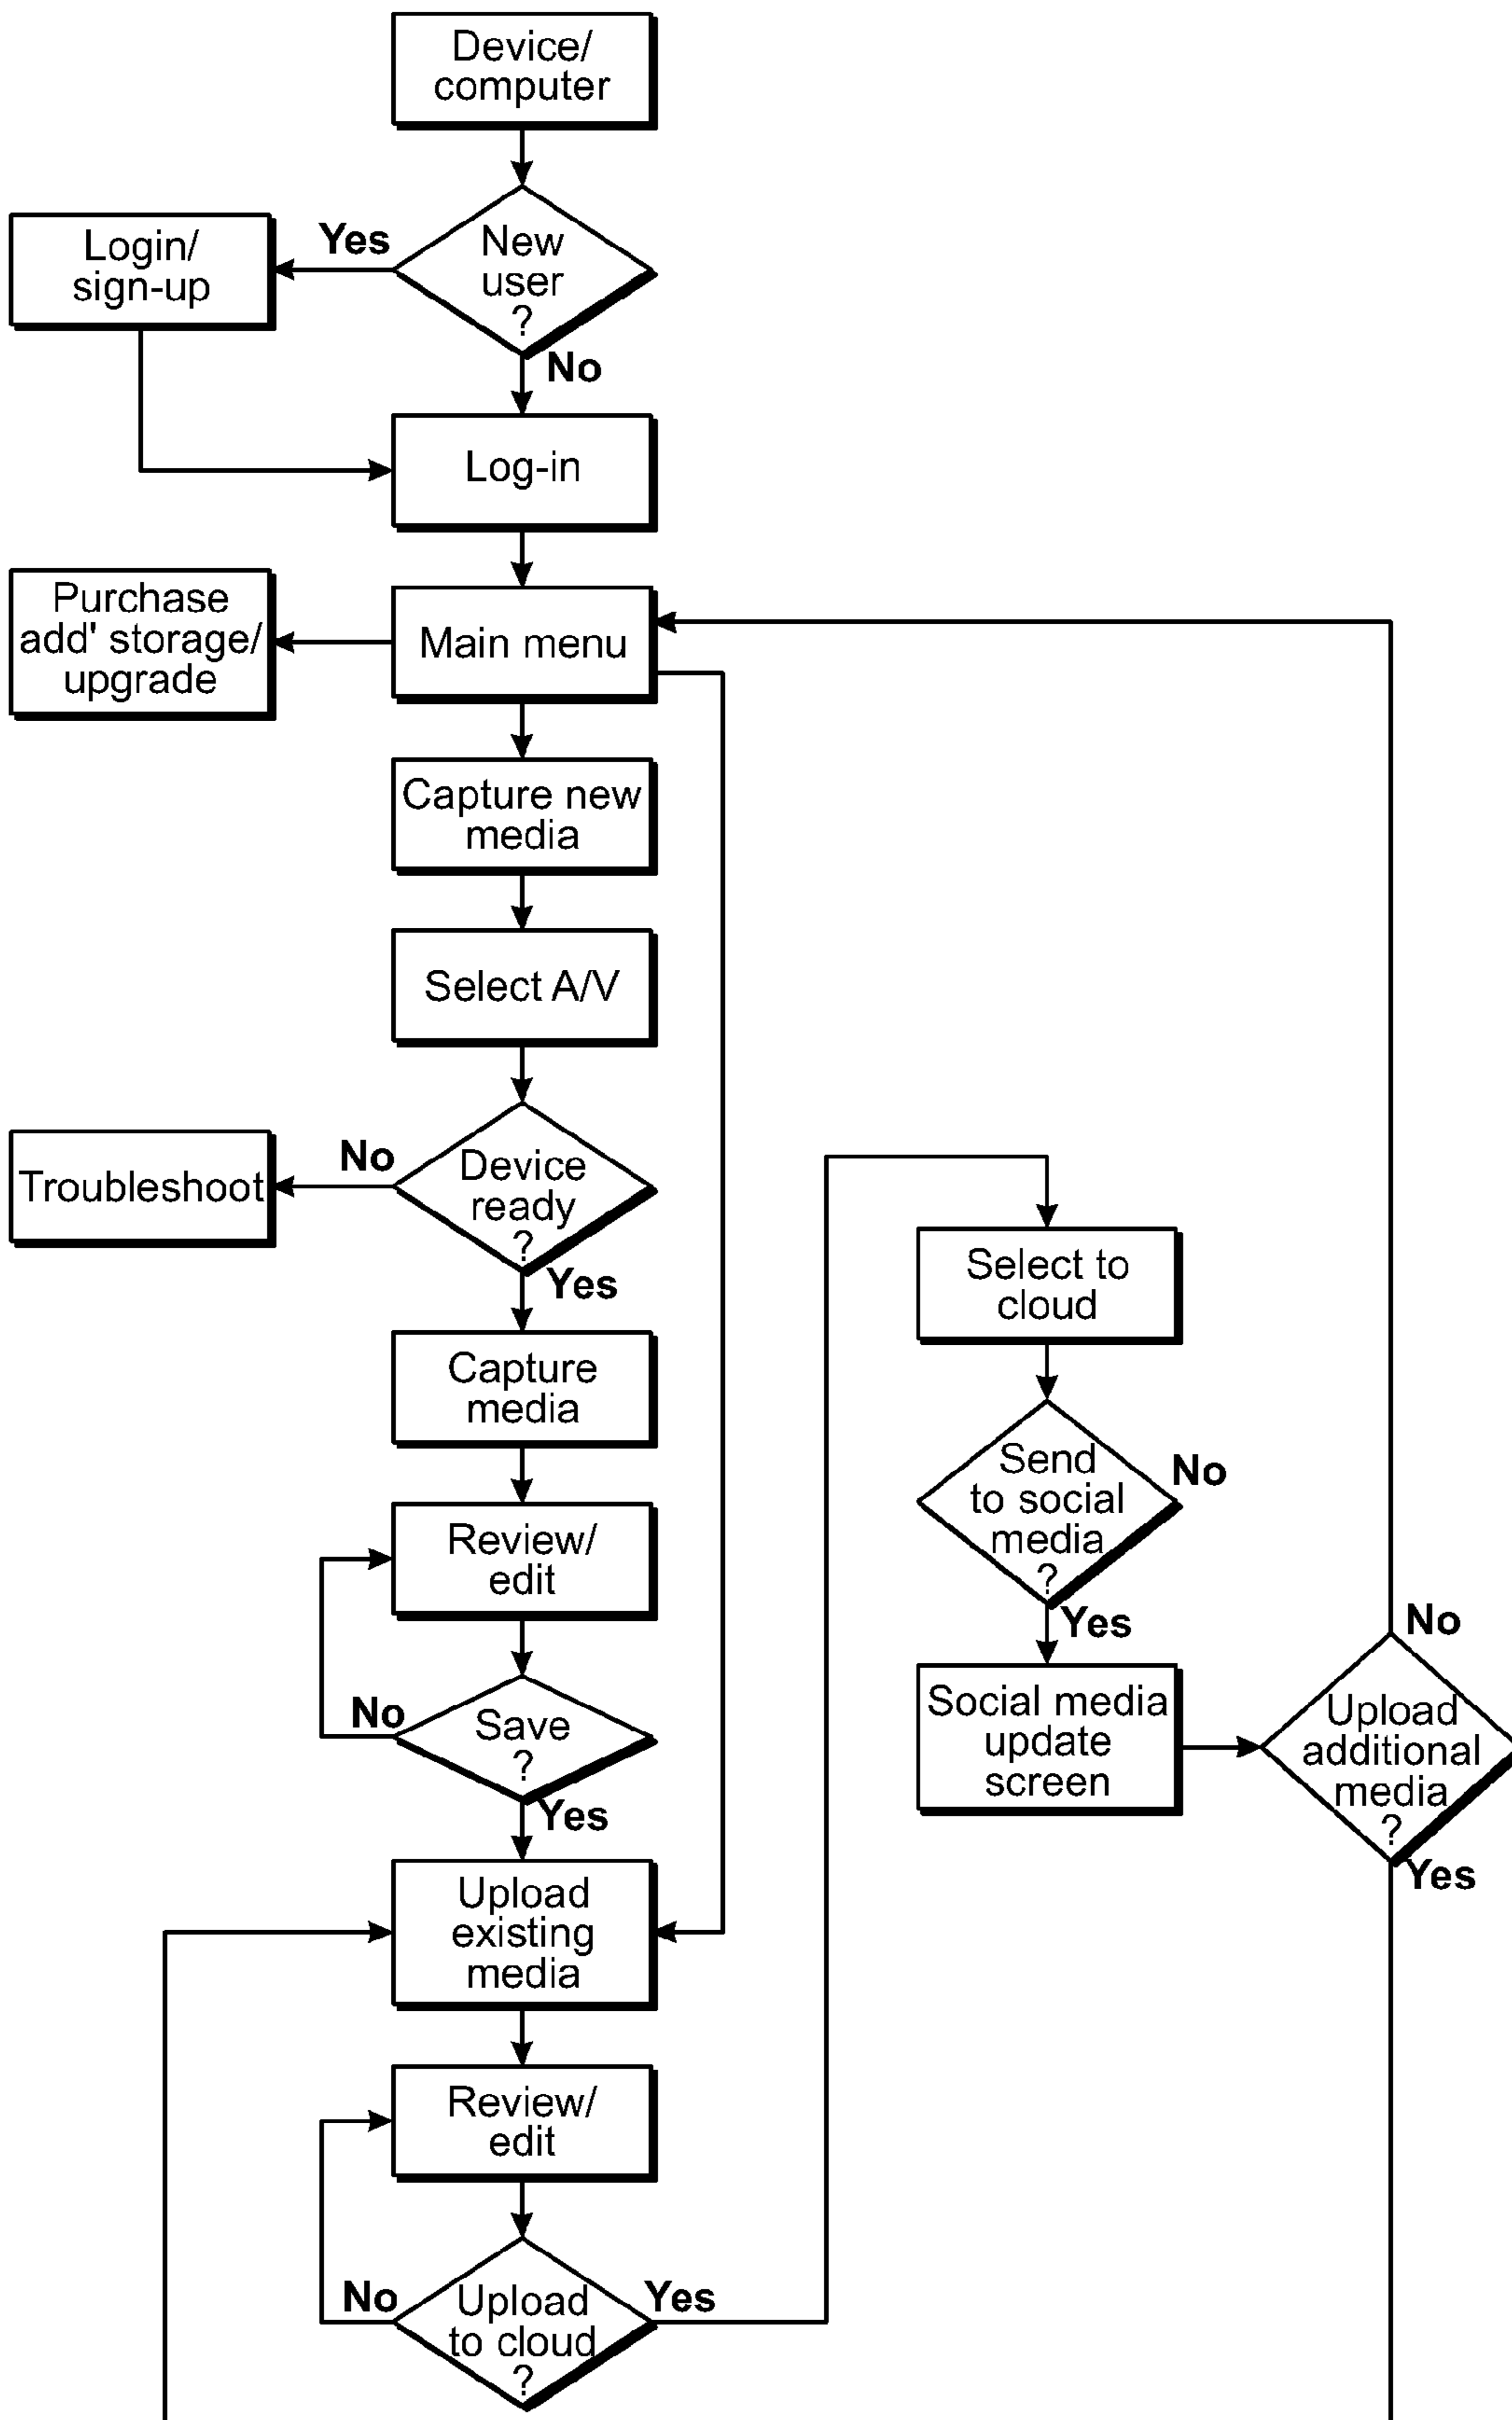 Device/
computer
New
user
?
Yes
No
Login/
sign-up
Log-in
Main menu
Purchase
add' storage/
upgrade
Capture new
media
Select A/V
Device
ready
?
No
Yes
Troubleshoot
Capture
media
Review/
edit
Save
?
No
Yes
Upload
existing
media
Review/
edit
Upload
to cloud
?
No
Yes
Select to
cloud
Send
to social
media
?
No
Yes
Social media
update
screen
Upload
additional
media
?
No
Yes